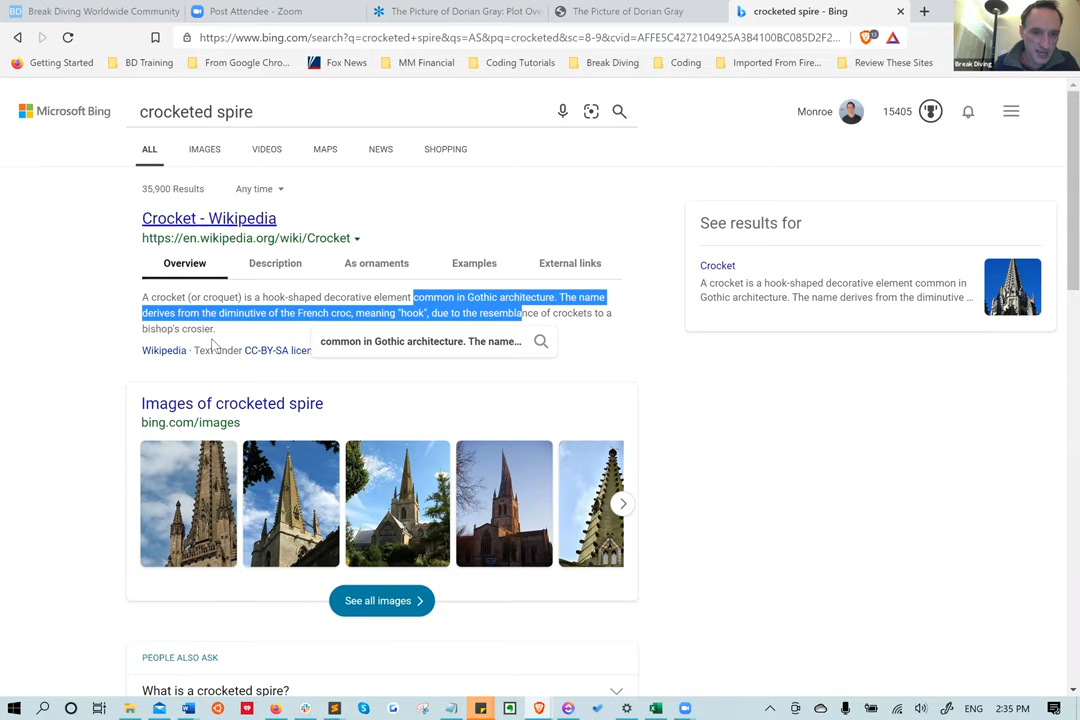 Break Diving Worldwide Community
Post Attendee - Zoom
The Picture of Dorian Gray: Plot Ove
The Picture of Dorian Gray
crocketed spire - Bing
https://www.bing.com/search?q=crocketed+spire&qs=AS&pq=crocketed&sc=8-9&cvid=AFFE5C4272104925A3B4100BC085D2F2...
13
Break Diving
Getting Started
BD Training
From Google Chro...
Fox News
MM Financial
Coding Tutorials
Break Diving
Coding
Imported From Fire...
Review These Sites
Microsoft Bing
crocketed spire
Monroe
15405
ALL
IMAGES
VIDEOS
MAPS
NEWS
SHOPPING
35,900 Results
Any time
Crocket - Wikipedia
https://en.wikipedia.org/wiki/Crocket
Overview
Description
As ornaments
Examples
External links
A crocket (or croquet) is a hook-shaped decorative element common in Gothic architecture. The name
derives from the diminutive of the French croc, meaning "hook", due to the resemblance of crockets to a
bishop's crosier.
common in Gothic architecture. The name...
Wikipedia · Text under CC-BY-SA licen
See results for
Crocket
A crocket is a hook-shaped decorative element common in
Gothic architecture. The name derives from the diminutive ...
Images of crocketed spire
bing.com/images
See all images
PEOPLE ALSO ASK
What is a crocketed spire?
ENG
2:35 PM